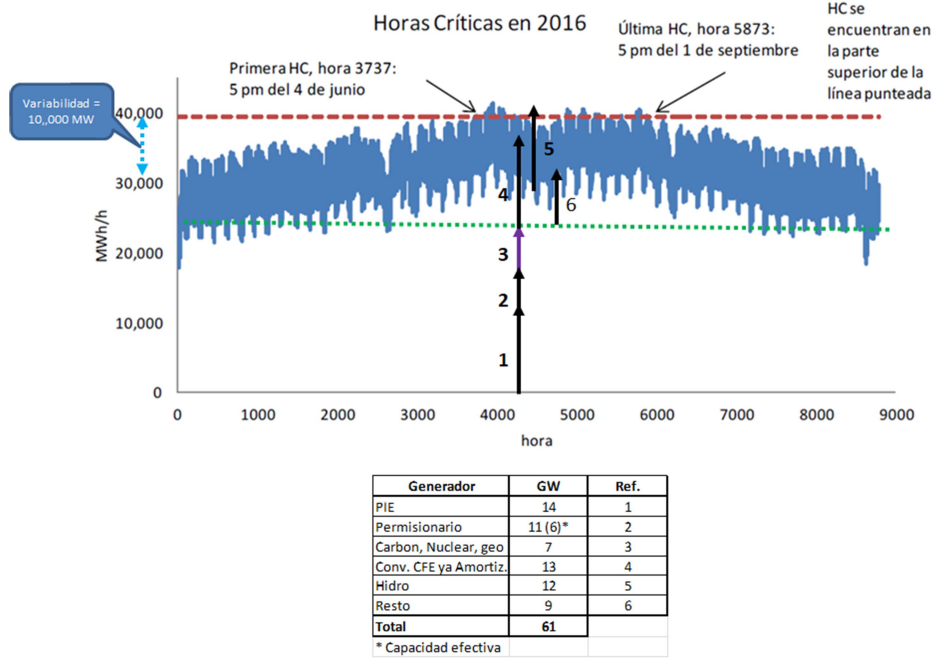 Horas Críticas en 2016
Primera HC, hora 3737:
5 pm del 4 de junio
Última HC, hora 5873:
5 pm del 1 de septiembre
HC se
encuentran en
la parte
superior de la
línea punteada
Variabilidad =
10,,000 MW
40,000
30,000
20,000
10,000
0
MWh/h
5
4
6
3
2
1
0 1000 2000 3000 4000 5000 6000 7000 8000 9000
hora
Generador GW Ref.
PIE 14 1
Permisionario 11 (6)* 2
Carbon, Nuclear, geo 7 3
Conv. CFE ya Amortiz. 13 4
Hidro 12 5
Resto 9 6
Total 61
* Capacidad efectiva